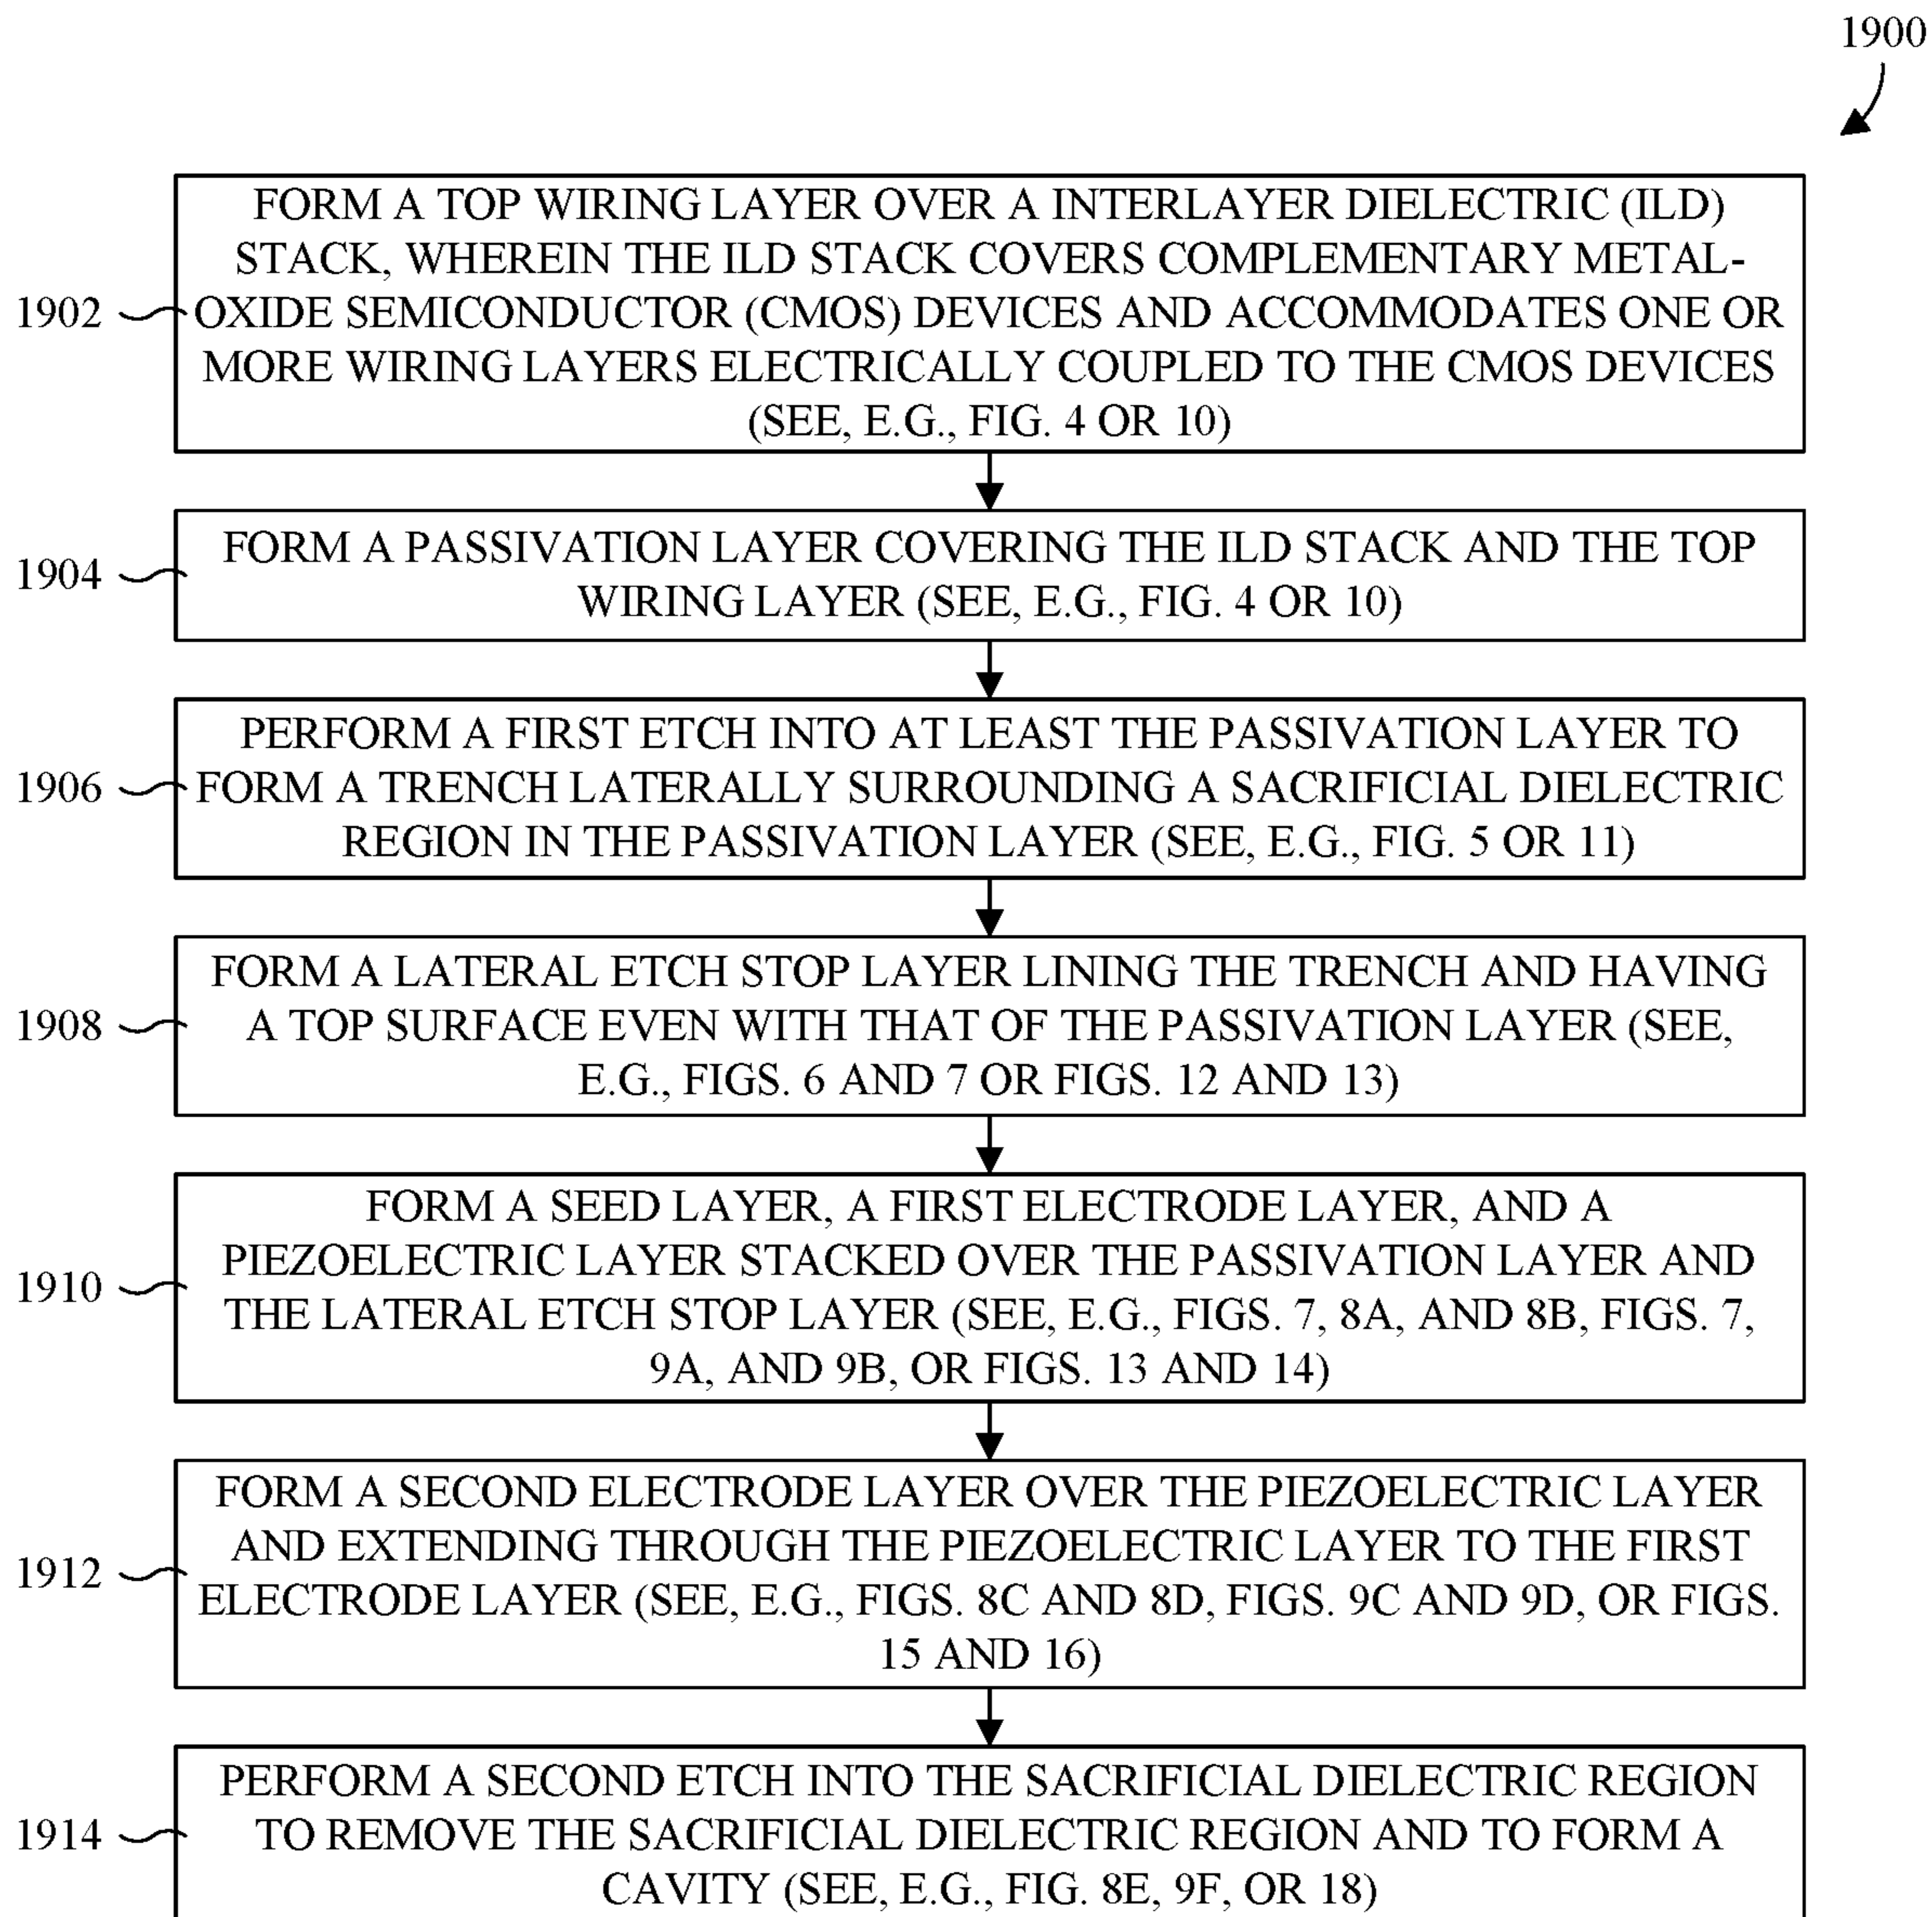 1900
FORM A TOP WIRING LAYER OVER A INTERLAYER DIELECTRIC (ILD)
STACK, WHEREIN THE ILD STACK COVERS COMPLEMENTARY METAL-
1902 OXIDE SEMICONDUCTOR (CMOS) DEVICES AND ACCOMMODATES ONE OR
MORE WIRING LAYERS ELECTRICALLY COUPLED TO THE CMOS DEVICES
(SEE, E.G., FIG. 4 OR 10)
1904
FORM A PASSIVATION LAYER COVERING THE ILD STACK AND THE TOP
WIRING LAYER (SEE, E.G., FIG. 4 OR 10)
PERFORM A FIRST ETCH INTO AT LEAST THE PASSIVATION LAYER TO
1906 FORM A TRENCH LATERALLY SURROUNDING A SACRIFICIAL DIELECTRIC
REGION IN THE PASSIVATION LAYER (SEE, E.G., FIG. 5 OR 11)
FORM A LATERAL ETCH STOP LAYER LINING THE TRENCH AND HAVING
1908 A TOP SURFACE EVEN WITH THAT OF THE PASSIVATION LAYER (SEE,
E.G., FIGS. 6 AND 7 OR FIGS. 12 AND 13)
1910
FORM A SEED LAYER, A FIRST ELECTRODE LAYER, AND A
PIEZOELECTRIC LAYER STACKED OVER THE PASSIVATION LAYER AND
THE LATERAL ETCH STOP LAYER (SEE, E.G., FIGS. 7, 8A, AND 8B, FIGS. 7,
9A, AND 9B, OR FIGS. 13 AND 14)
1912
FORM A SECOND ELECTRODE LAYER OVER THE PIEZOELECTRIC LAYER
AND EXTENDING THROUGH THE PIEZOELECTRIC LAYER TO THE FIRST
ELECTRODE LAYER (SEE, E.G., FIGS. 8C AND 8D, FIGS. 9C AND 9D, OR FIGS.
15 AND 16)
PERFORM A SECOND ETCH INTO THE SACRIFICIAL DIELECTRIC REGION
1914 TO REMOVE THE SACRIFICIAL DIELECTRIC REGION AND TO FORM A
CAVITY (SEE, E.G., FIG. 8E, 9F, OR 18)